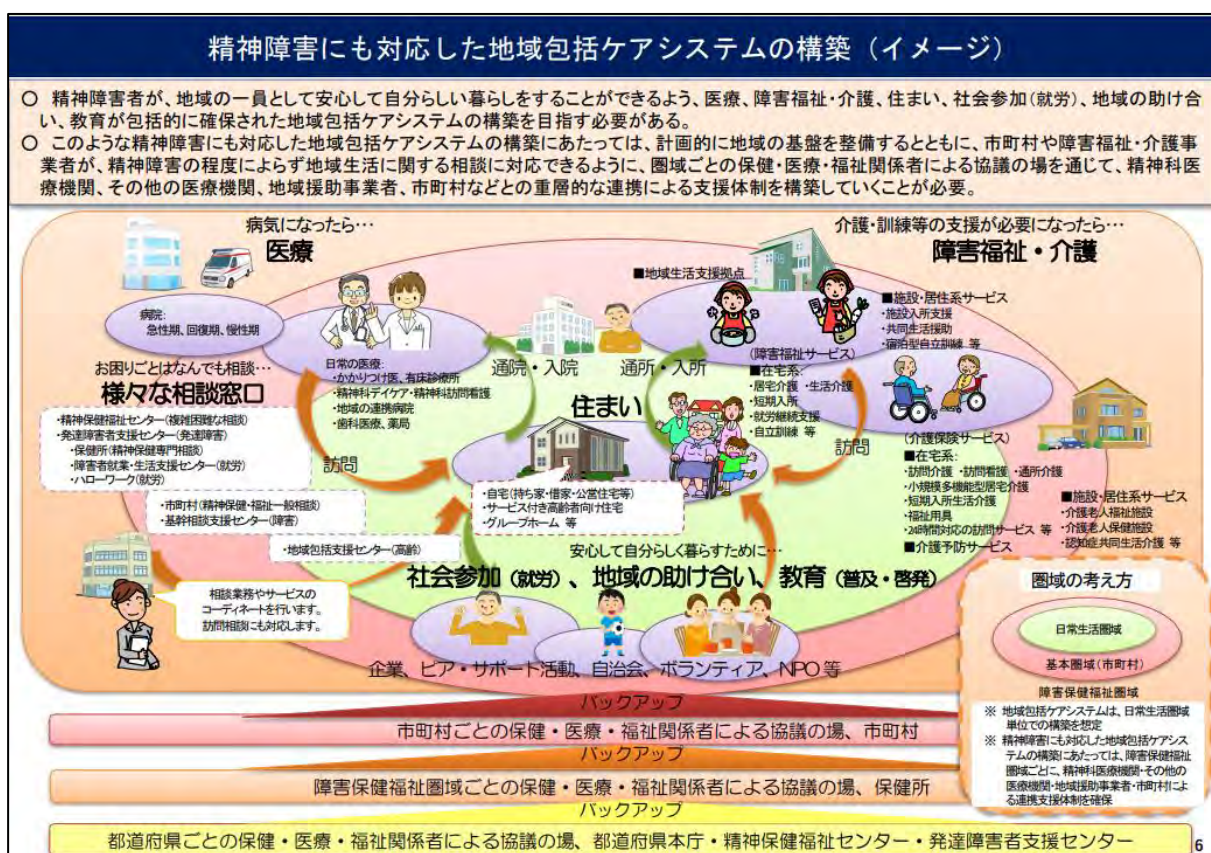 精神障害にも対応した地域包括ケアシステムの構築（イメージ）
○ 精神障害者が、地域の一員として安心して自分らしい暮らしをすることができるよう、医療、障害福祉・介護、住まい、社会参加(就労)、地域の助け合
い、教育が包括的に確保された地域包括ケアシステムの構築を目指す必要がある。
○ このような精神障害にも対応した地域包括ケアシステムの構築にあたっては、計画的に地域の基盤を整備するとともに、市町村や障害福祉・介護事
業者が、精神障害の程度によらず地域生活に関する相談に対応できるように、圏域ごとの保健・医療・福祉関係者による協議の場を通じて、精神科医
療機関、その他の医療機関、地域援助事業者、市町村などとの重層的な連携による支援体制を構築していくことが必要。
病気になったら…
医療
病院:
急性期、回復期、慢性期
日常の医療:
・かかりつけ医、有床診療所
・精神科デイケア・精神科訪問看護
・地域の連携病院
・歯科医療、薬局
介護・訓練等の支援が必要になったら…
障害福祉・介護
■地域生活支援拠点
■施設・居住系サービス
・施設入所支援
・共同生活援助
・宿泊型自立訓練 等
(障害福祉サービス)
■在宅系:
・居宅介護 ・生活介護
・短期入所
・就労継続支援
・自立訓練 等
(介護保険サービス)
■在宅系:
・訪問介護 ・訪問看護 ・通所介護
・小規模多機能型居宅介護
・短期入所生活介護
・福祉用具
・24時間対応の訪問サービス 等
■介護予防サービス
■施設・居住系サービス
・介護老人福祉施設
・介護老人保健施設
・認知症共同生活介護 等
お困りごとはなんでも相談…
様々な相談窓口
・精神保健福祉センター(複雑困難な相談)
・発達障害者支援センター(発達障害)
・保健所(精神保健専門相談)
・障害者就業・生活支援センター(就労)
・ハローワーク(就労)
・市町村(精神保健・福祉一般相談)
・基幹相談支援センター(障害)
・地域包括支援センター(高齢)
相談業務やサービスの
コーディネートを行います。
訪問相談にも対応します。
通院・入院
通所・入所
住まい
訪問
訪問
・自宅(持ち家・借家・公営住宅等)
・サービス付き高齢者向け住宅
・グループホーム 等
安心して自分らしく暮らすために…
社会参加(就労)、地域の助け合い、教育(普及・啓発)
企業、ピア・サポート活動、自治会、ボランティア、NPO 等
圏域の考え方
日常生活圏域
基本圏域(市町村)
障害保健福祉圏域
※ 地域包括ケアシステムは、日常生活圏域
単位での構築を想定
※ 精神障害にも対応した地域包括ケアシス
テムの構築にあたっては、障害保健福祉
圏域ごとに、精神科医療機関・その他の
医療機関・地域援助事業者・市町村によ
る連携支援体制を確保
バックアップ
市町村ごとの保健・医療・福祉関係者による協議の場、市町村
バックアップ
障害保健福祉圏域ごとの保健・医療・福祉関係者による協議の場、保健所
バックアップ
都道府県ごとの保健・医療・福祉関係者による協議の場、都道府県本庁・精神保健福祉センター・発達障害者支援センター
6